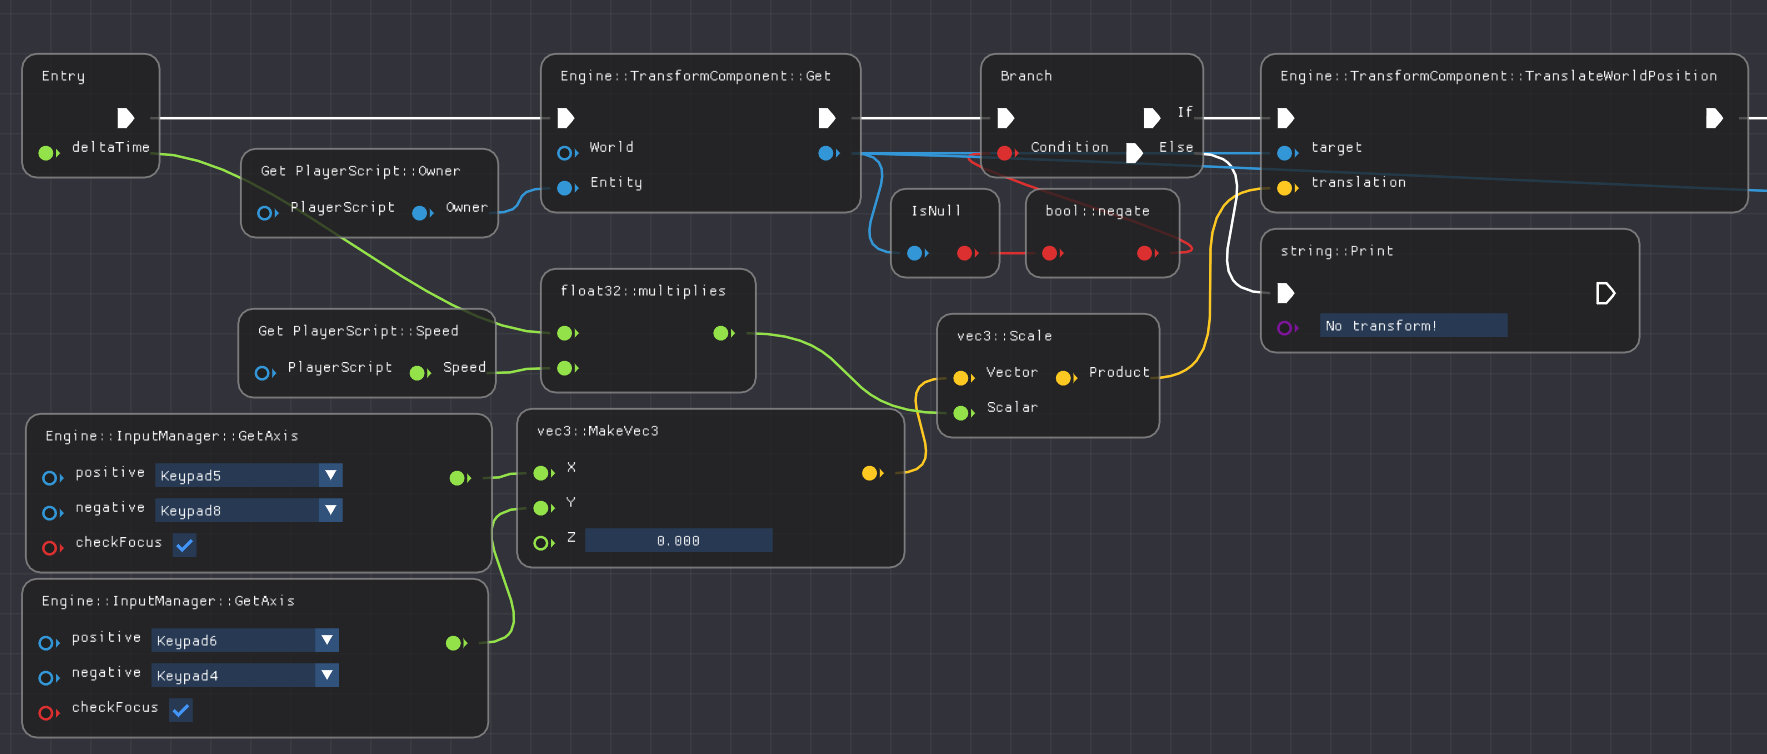 Entry
deltaTime
Get PlayerScript::Owner
PlayerScript
Owner
Engine::TransformComponent::Get
World
Entity
Branch
If
Condition
Else
IsNull
bool::negate
Engine::TransformComponent::TranslateWorldPosition
target
translation
string::Print
No transform!
Get PlayerScript::Speed
PlayerScript
Speed
float32::multiplies
vec3::Scale
Vector
Product
Scalar
Engine::InputManager::GetAxis
positive
Keypad5
negative
Keypad8
checkFocus
vec3::MakeVec3
X
Y
Z
0.000
Engine::InputManager::GetAxis
positive
Keypad6
negative
Keypad4
checkFocus